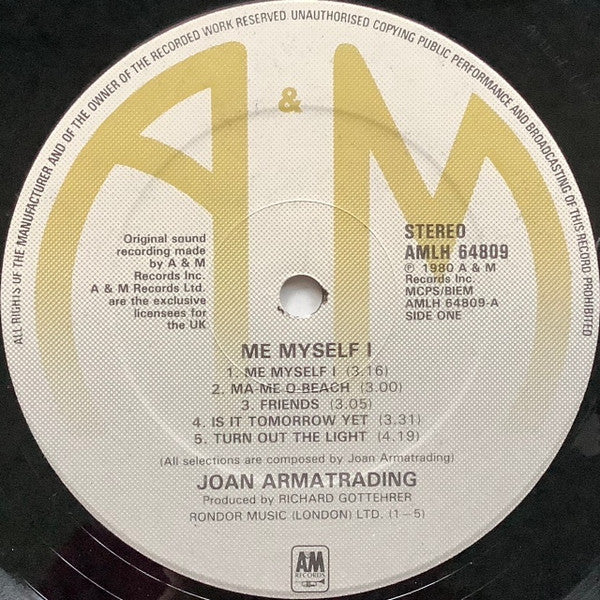 ALL RIGHTS OF THE MANUFACTURER AND OF THE OWNER OF THE RECORDED WORK RESERVED UNAUTHORISED COPYING PUBLIC PERFORMANCE AND BROADCASTING OF THIS RECORD PROHIBITED
A & M
Original sound
recording made
by A & M
Records Inc.
A & M Records Ltd.
are the exclusive
licensees for
the UK
STEREO
AMLH 64809
℗ 1980 A & M
Records Inc.
MCPS/BIEM
AMLH 64809-A
SIDE ONE
ME MYSELF I
1. ME MYSELF I (3.16)
2. MA-ME-O-BEACH (3.00)
3. FRIENDS (3.05)
4. IS IT TOMORROW YET (3.31)
5. TURN OUT THE LIGHT (4.19)
(All selections are composed by Joan Armatrading)
JOAN ARMATRADING
Produced by RICHARD GOTTEHRER
RONDOR MUSIC (LONDON) LTD. (1–5)
AM
RECORDS